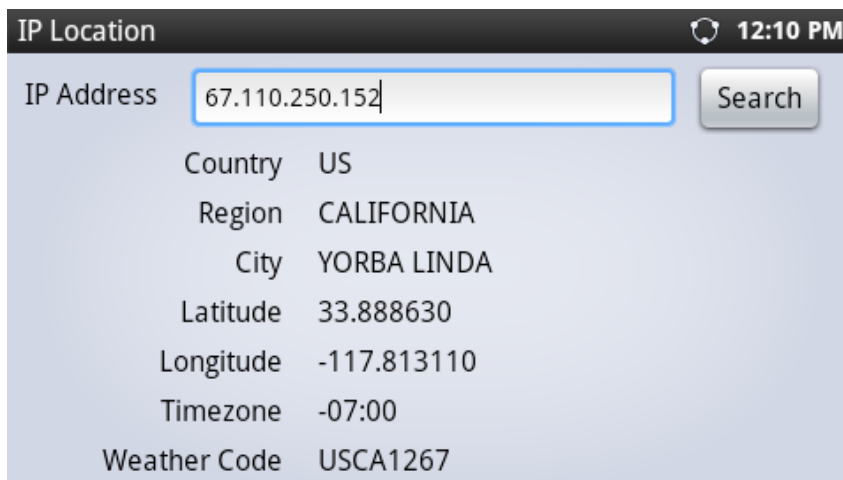 IP Location 12:10 PM
IP Address 67.110.250.152 Search
Country US
Region CALIFORNIA
City YORBA LINDA
Latitude 33.888630
Longitude -117.813110
Timezone -07:00
Weather Code USCA1267